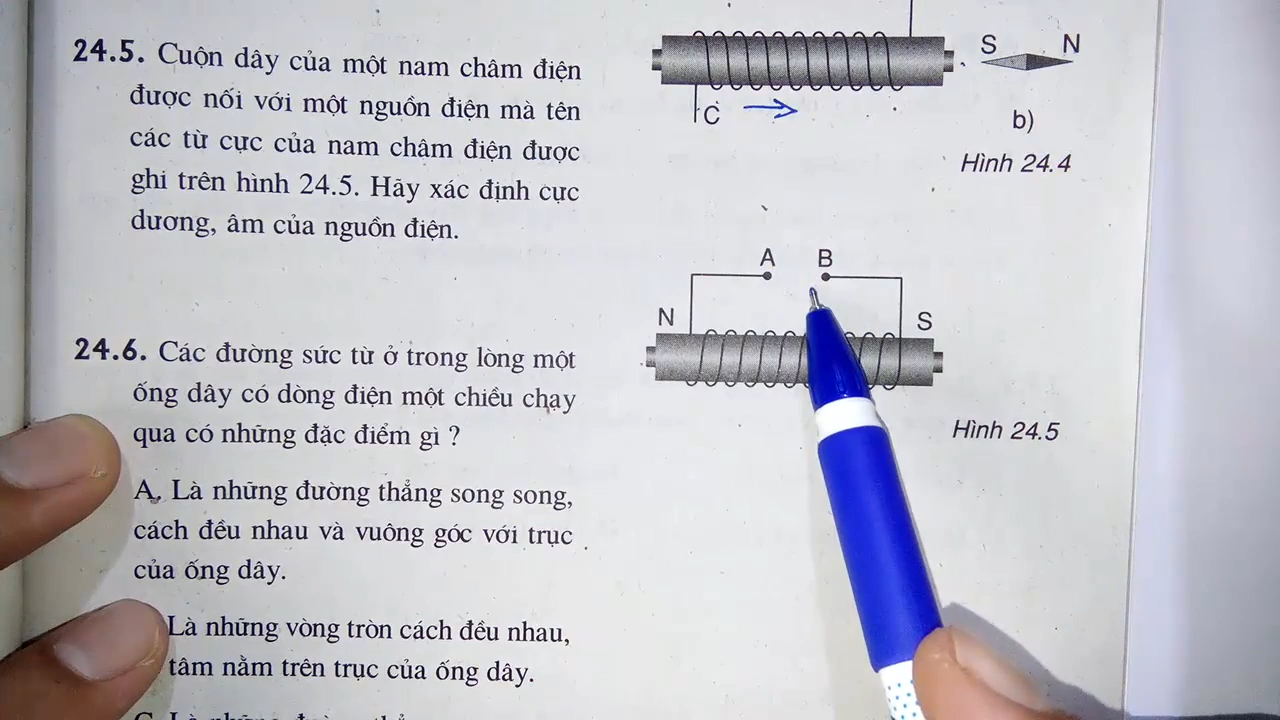 24.5. Cuộn dây của một nam châm điện
được nối với một nguồn điện mà tên
các từ cực của nam châm điện được
ghi trên hình 24.5. Hãy xác định cực
dương, âm của nguồn điện.
24.6. Các đường sức từ ở trong lòng một
ống dây có dòng điện một chiều chạy
qua có những đặc điểm gì ?
A. Là những đường thẳng song song,
cách đều nhau và vuông góc với trục
của ống dây.
Là những vòng tròn cách đều nhau,
tâm nằm trên trục của ống dây.
S N
C
b)
Hình 24.4
A B
N S
Hình 24.5